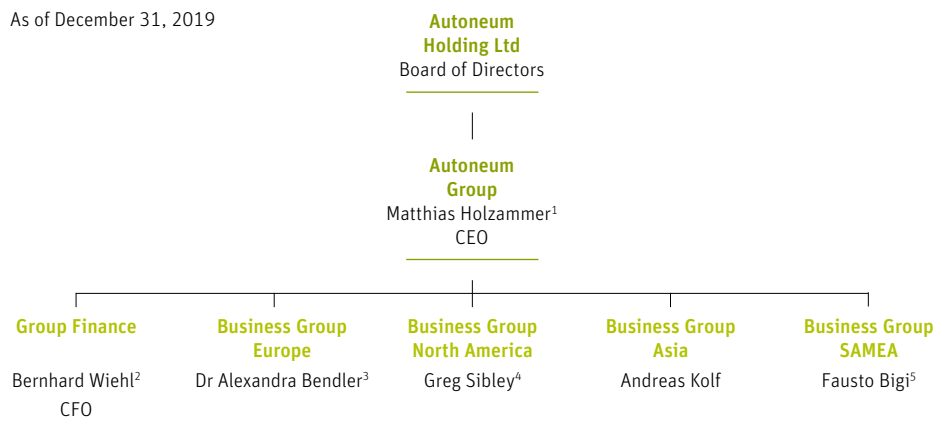 As of December 31, 2019
Autoneum
Holding Ltd
Board of Directors
Autoneum
Group
Matthias Holzammer¹
CEO
Group Finance
Bernhard Wiehl²
CFO
Business Group
Europe
Dr Alexandra Bendler³
Business Group
North America
Greg Sibley⁴
Business Group
Asia
Andreas Kolf
Business Group
SAMEA
Fausto Bigi⁵